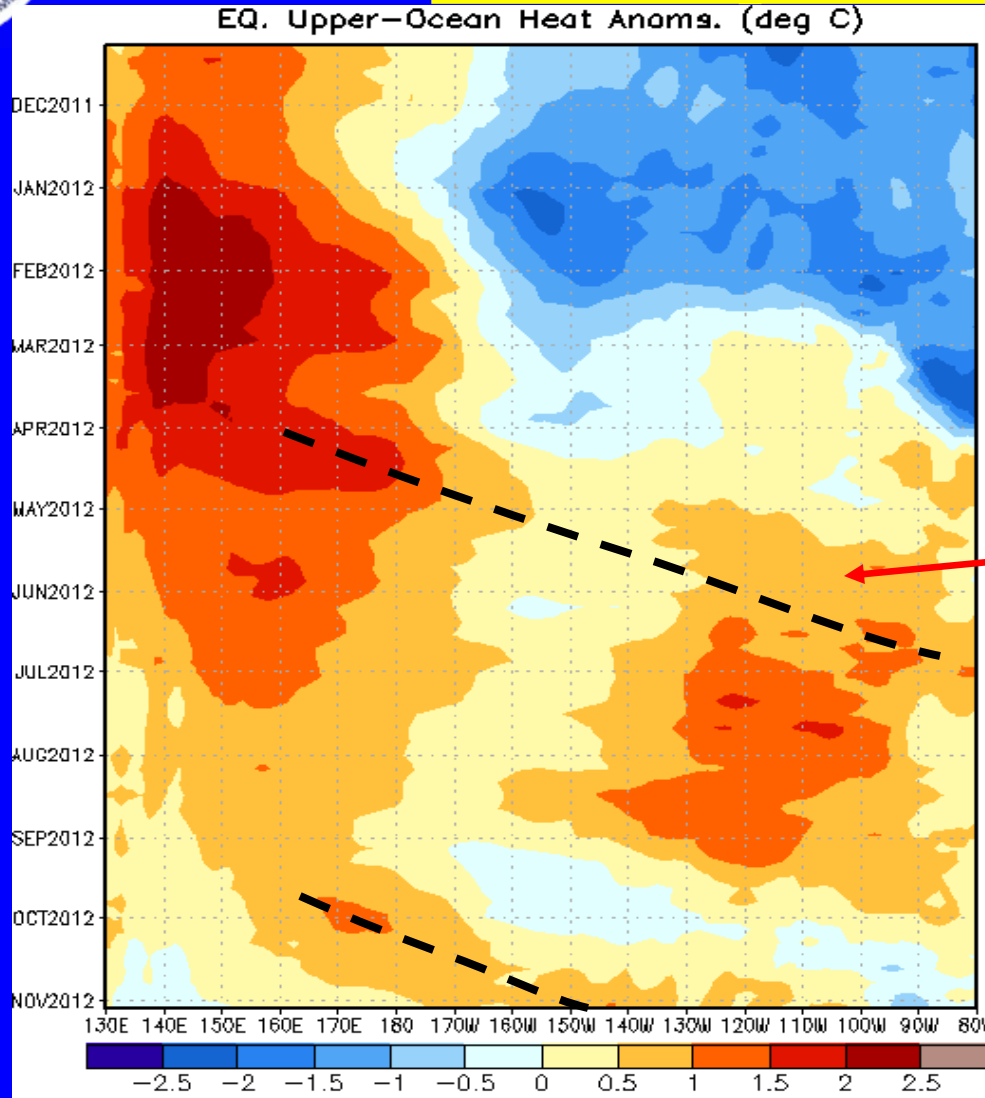 EQ. Upper-Ocean Heat Anoms. (deg C)
DEC2011
JAN2012
FEB2012
MAR2012
APR2012
MAY2012
JUN2012
JUL2012
AUG2012
SEP2012
OCT2012
NOV2012
130E 140E 150E 160E 170E 180 170W 160W 150W 140W 130W 120W 110W 100W 90W 80W
-2.5 -2 -1.5 -1 -0.5 0 0.5 1 1.5 2 2.5